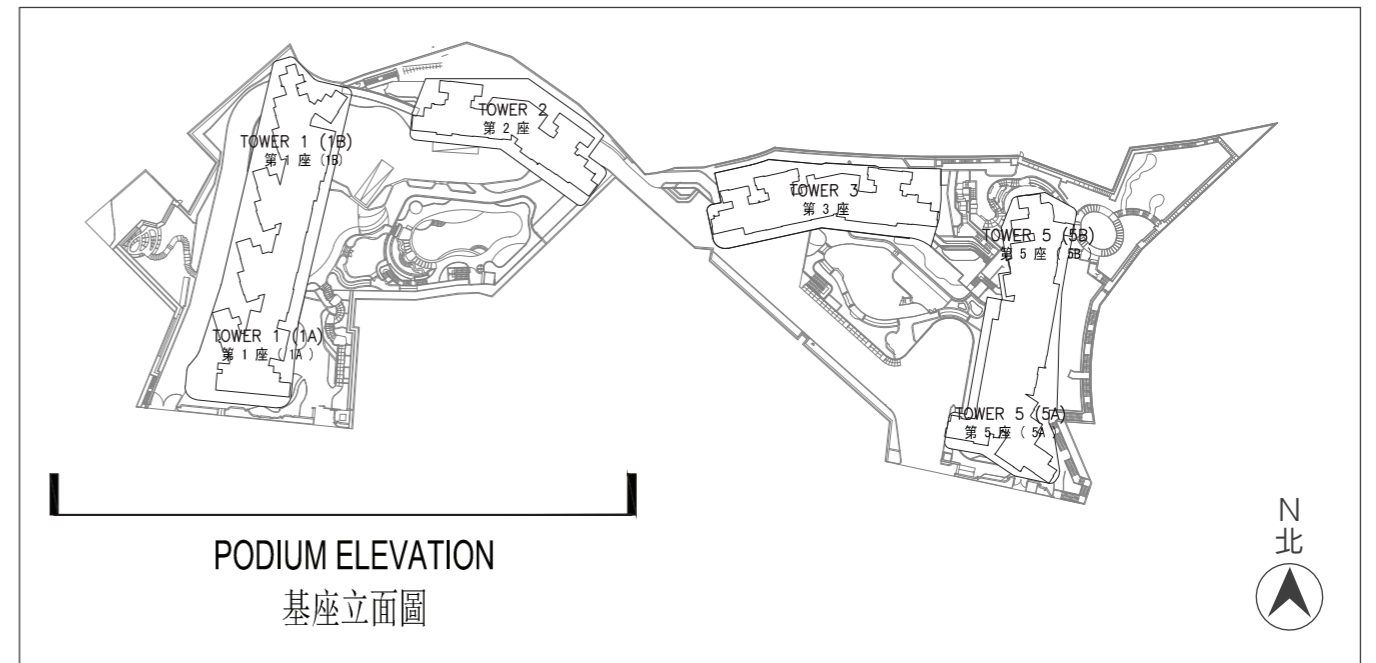 TOWER 2
第 2 座
TOWER 1 (1B)
第 1 座 (1B)
TOWER 3
第 3 座
TOWER 5 (5B)
第 5 座 ( 5B )
TOWER 1 (1A)
第 1 座 ( 1A )
TOWER 5 (5A)
第 5 座 ( 5A )
N
北
PODIUM ELEVATION
基座立面圖